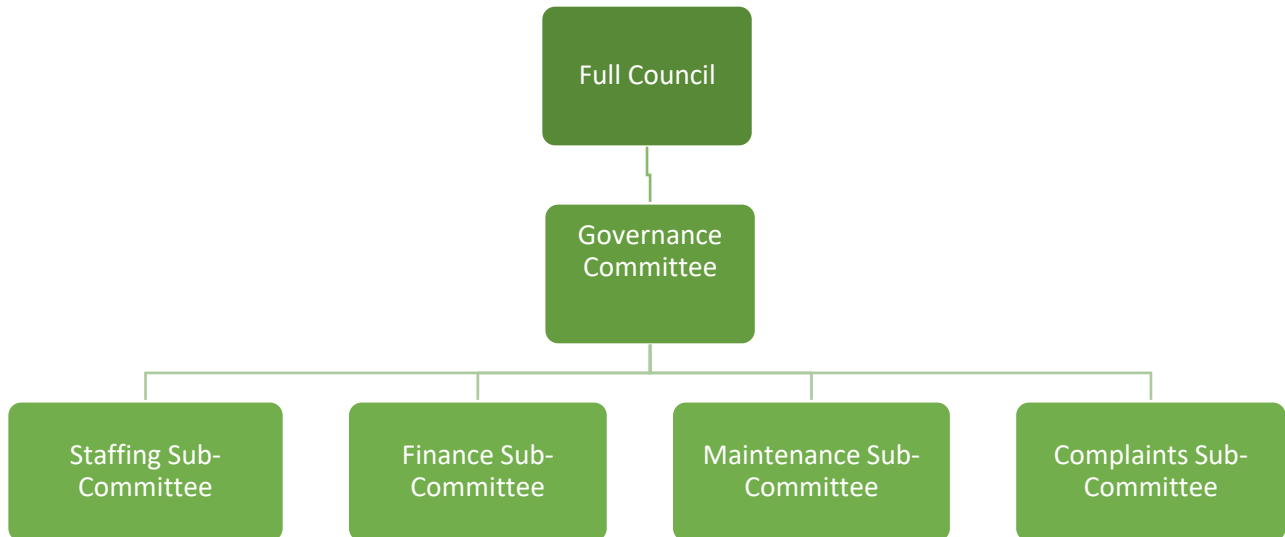 Full Council
Governance
Committee
Staffing Sub-
Committee
Finance Sub-
Committee
Maintenance Sub-
Committee
Complaints Sub-
Committee